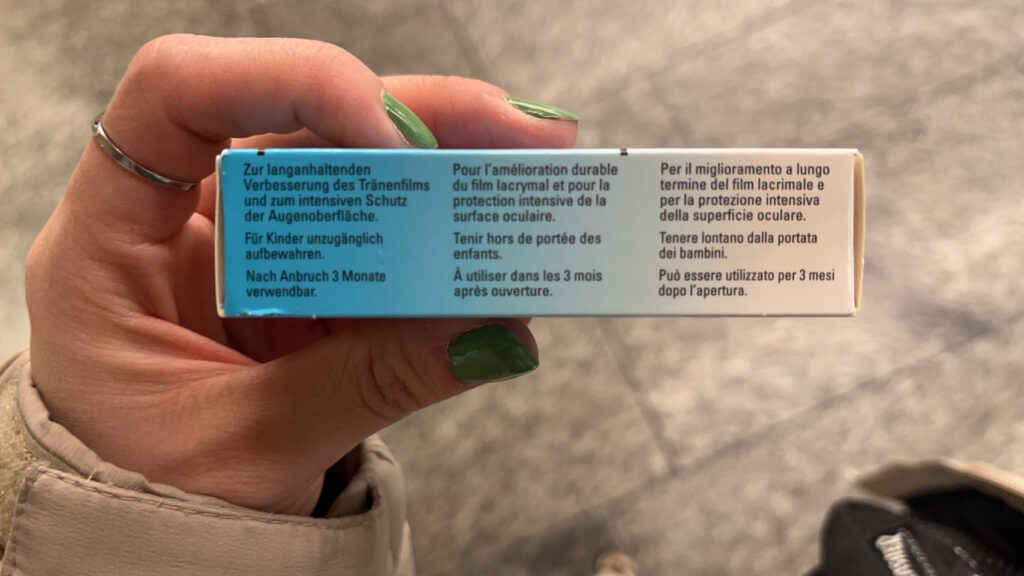 Zur langanhaltenden
Verbesserung des Tränenfilms
und zum intensiven Schutz
der Augenoberfläche.
Für Kinder unzugänglich
aufbewahren.
Nach Anbruch 3 Monate
verwendbar.
Pour l'amélioration durable
du film lacrymal et pour la
protection intensive de la
surface oculaire.
Tenir hors de portée des
enfants.
À utiliser dans les 3 mois
après ouverture.
Per il miglioramento a lungo
termine del film lacrimale e
per la protezione intensiva
della superficie oculare.
Tenere lontano dalla portata
dei bambini.
Può essere utilizzato per 3 mesi
dopo l'apertura.